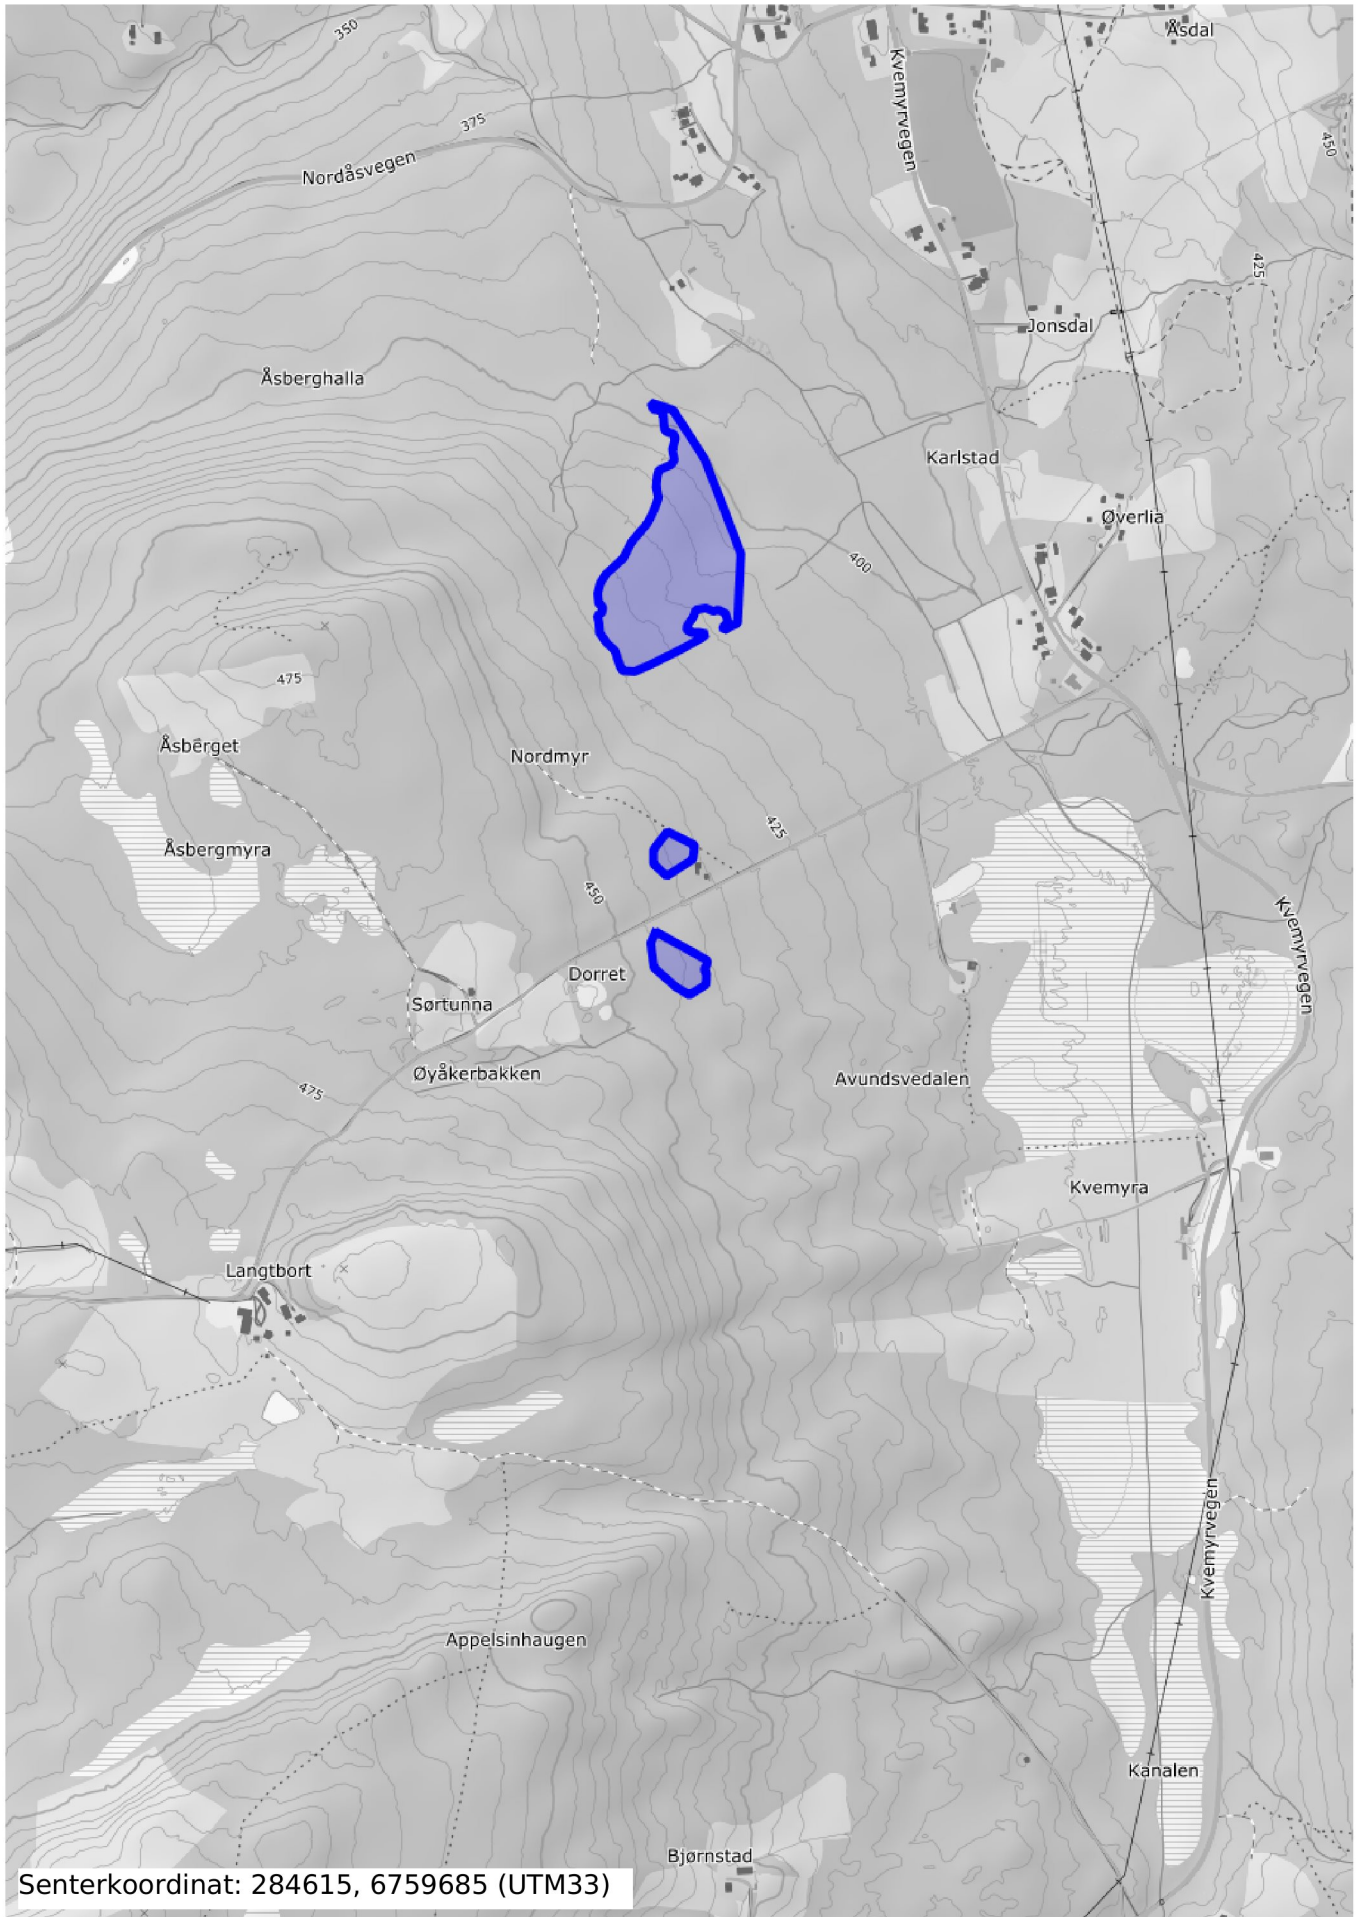 350
Åsdal
Kvemyrvegen
375
450
Nordåsvegen
425
Jonsdal
Åsberghalla
Karlstad
Øverlia
400
475
Åsberget
Nordmyr
425
Åsbergmyra
450
Kvemyrvegen
Dorret
Sørtunna
Øyåkerbakken
Avundsvedalen
475
Kvemyra
Langtbort
Kvemyrvegen
Appelsinhaugen
Kanalen
Bjørnstad
Senterkoordinat: 284615, 6759685 (UTM33)